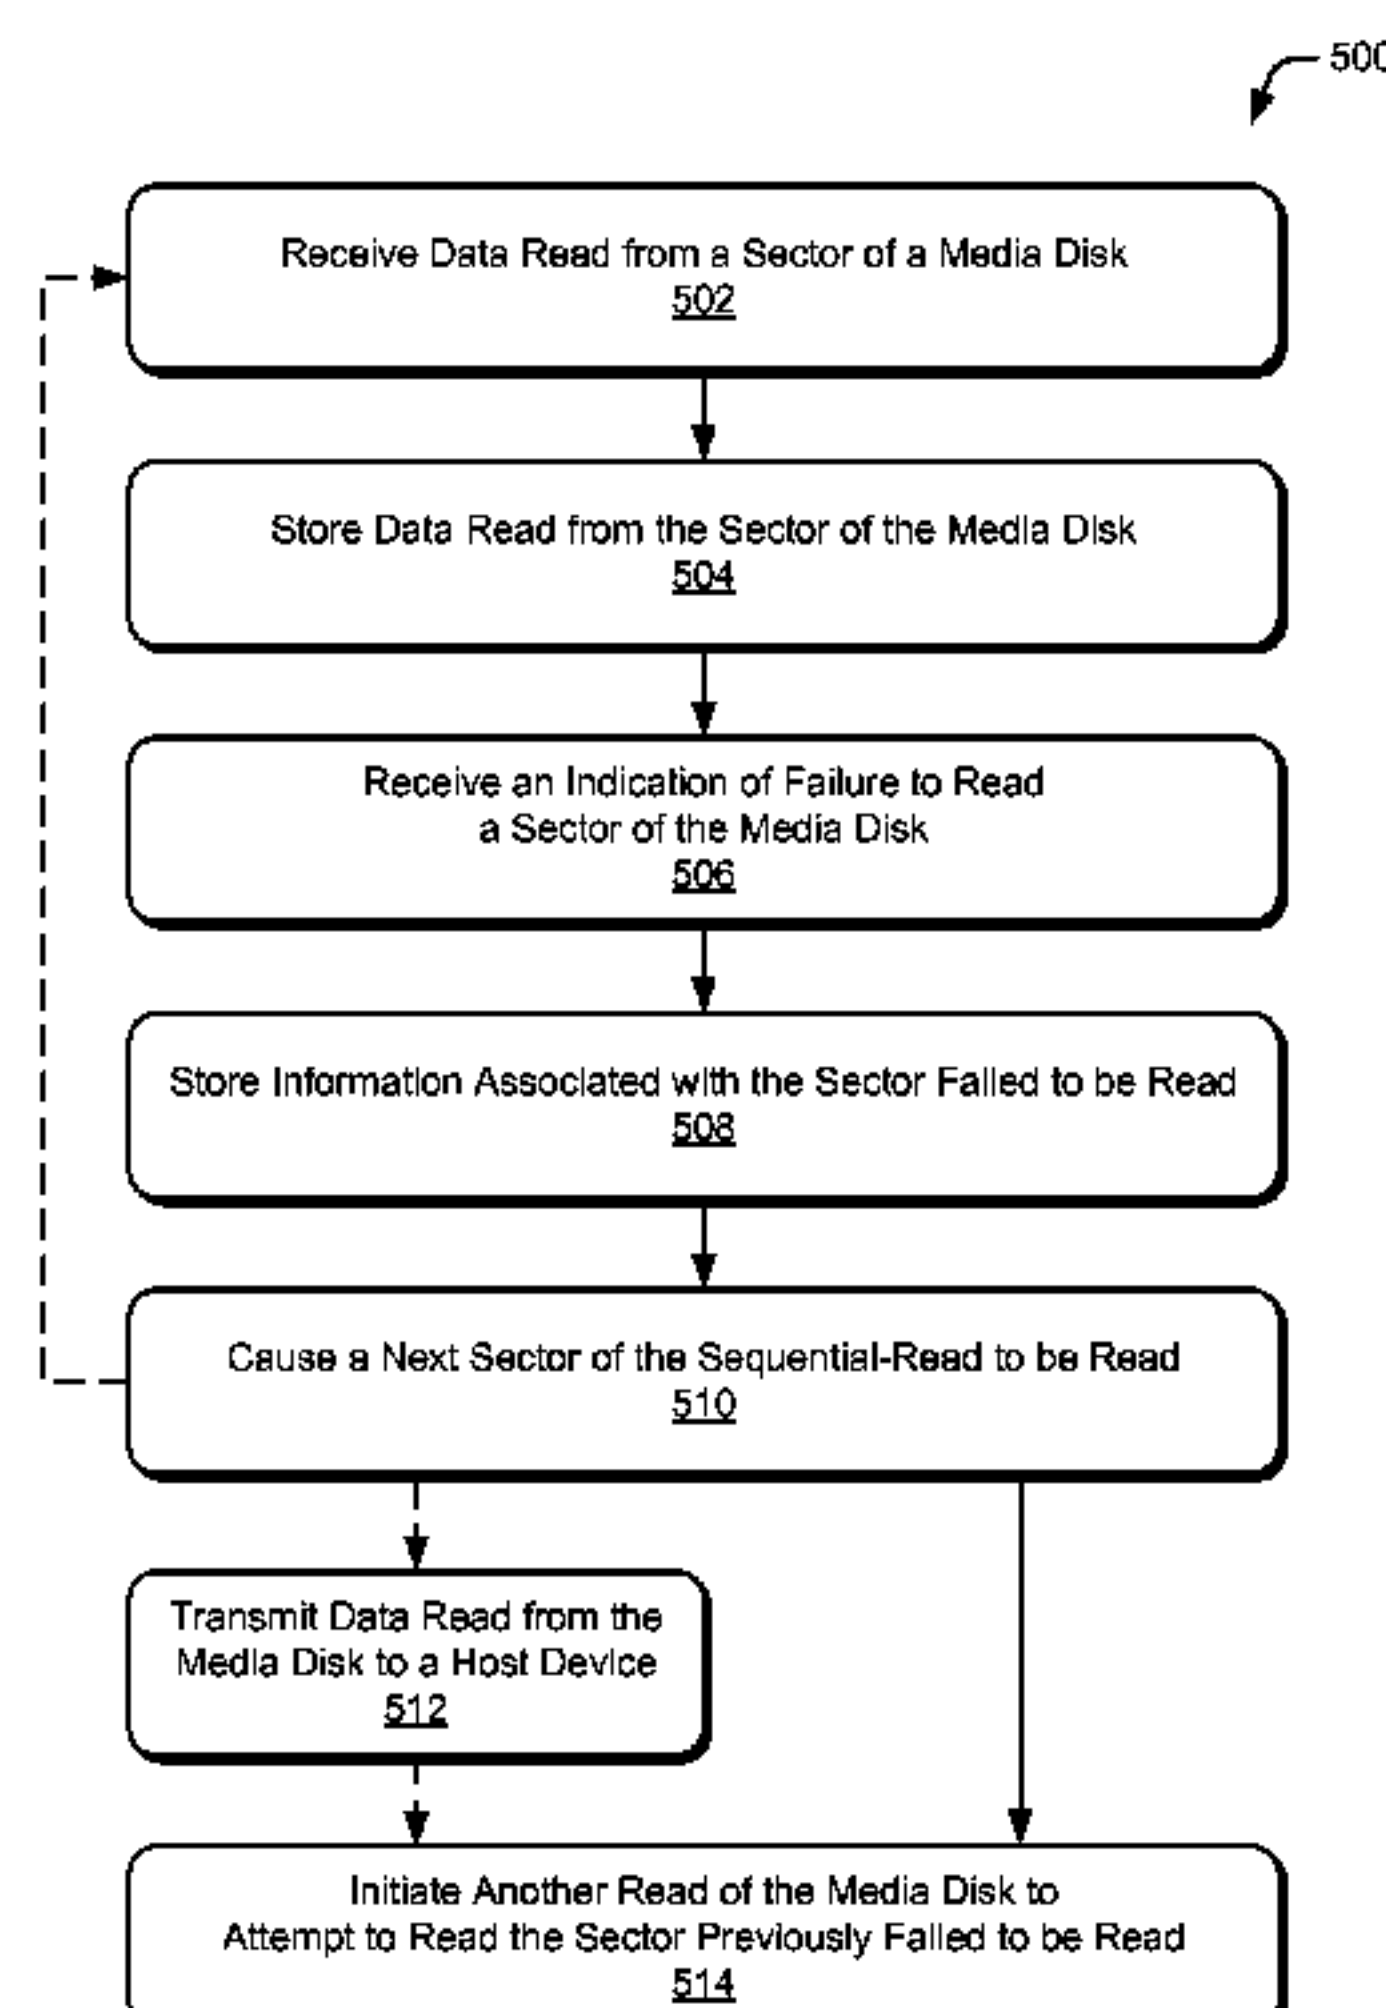 500
Receive Data Read from a Sector of a Media Disk
502
Store Data Read from the Sector of the Media Disk
504
Receive an Indication of Failure to Read
a Sector of the Media Disk
506
Store Information Associated with the Sector Failed to be Read
508
Cause a Next Sector of the Sequential-Read to be Read
510
Transmit Data Read from the
Media Disk to a Host Device
512
Initiate Another Read of the Media Disk to
Attempt to Read the Sector Previously Failed to be Read
514